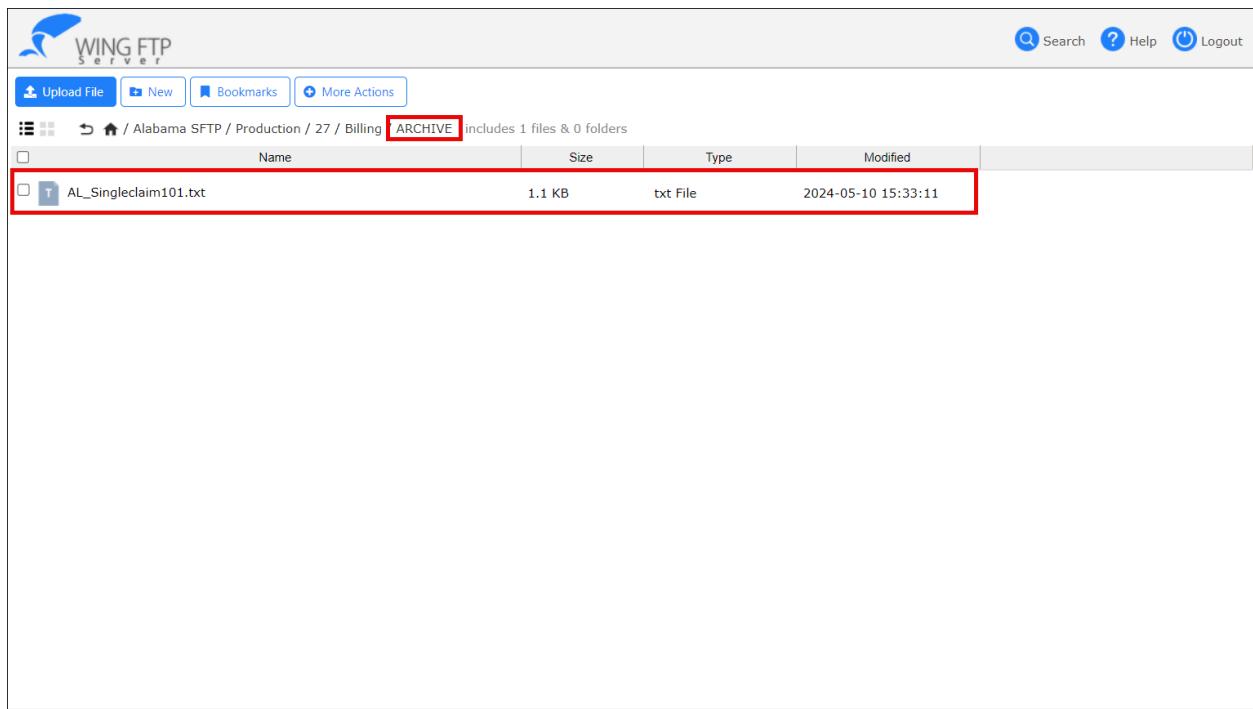 WING FTP
Server
Search Help Logout
Upload File New Bookmarks More Actions
/ Alabama SFTP / Production / 27 / Billing / ARCHIVE includes 1 files & 0 folders
Name Size Type Modified
T AL_Singleclaim101.txt 1.1 KB txt File 2024-05-10 15:33:11